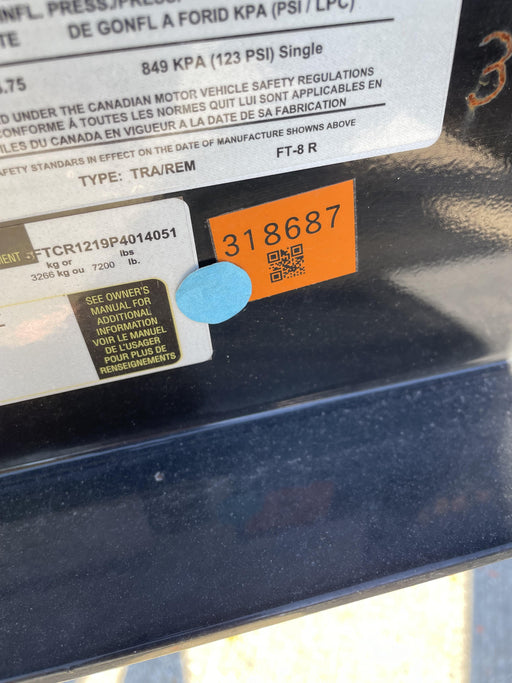 INFL. PRESS./PRESS.
DE GONFL A FORID KPA (PSI / LPC)
.75
849 KPA (123 PSI) Single
UNDER THE CANADIAN MOTOR VEHICLE SAFETY REGULATIONS
CONFORME À TOUTES LES NORMES QUIT LUI SONT APPLICABLES EN
DU CANADA EN VIGUEUR A LA DATE DE SA FABRICATION
SAFETY STANDARDS IN EFFECT ON THE DATE OF MANUFACTURE SHOWNS ABOVE
TYPE: TRA/REM
FT-8 R
3
FTCR1219P4014051
kg or lbs
3266 kg ou 7200 lb.
SEE OWNER'S
MANUAL FOR
ADDITIONAL
INFORMATION
VOIR LE MANUEL
DE L'USAGER
POUR PLUS DE
RENSEIGNEMENTS
318687